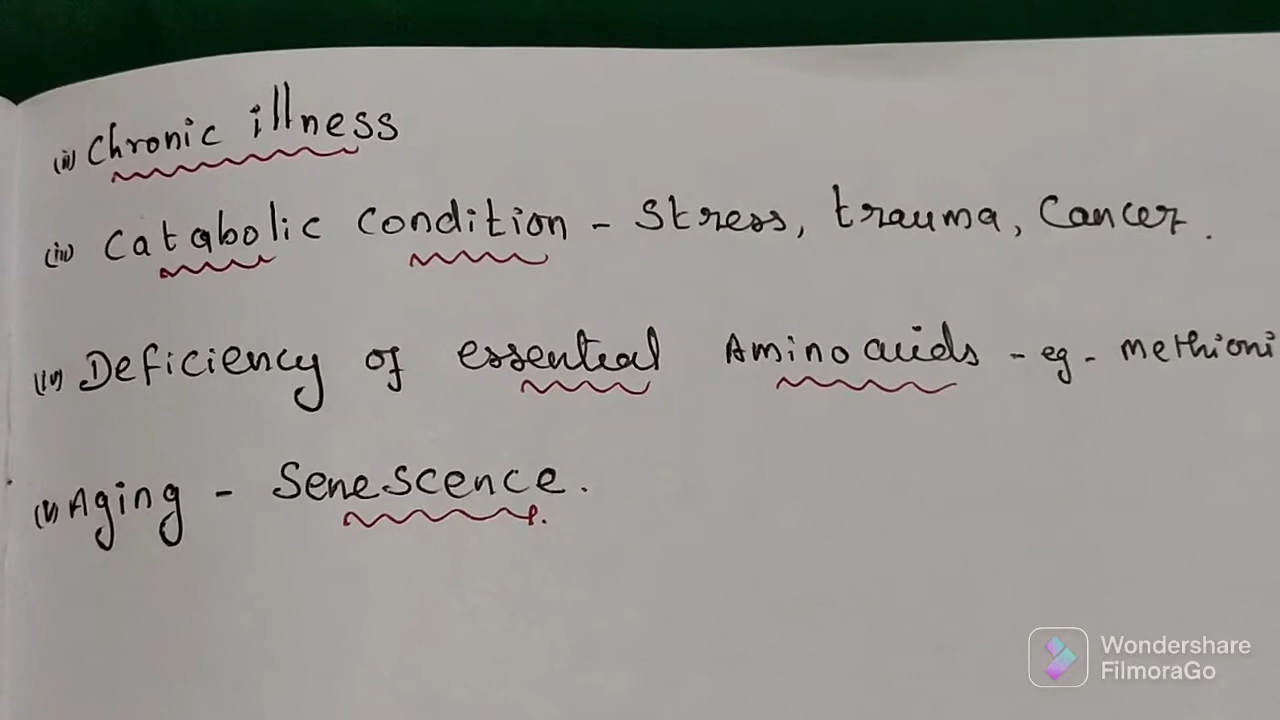 (ii) Chronic illness
(iii) Catabolic Condition - Stress, trauma, Cancer.
(iv) Deficiency of essential Amino acids - eg - methioni
(v) Aging - Senescence.
Wondershare
FilmoraGo